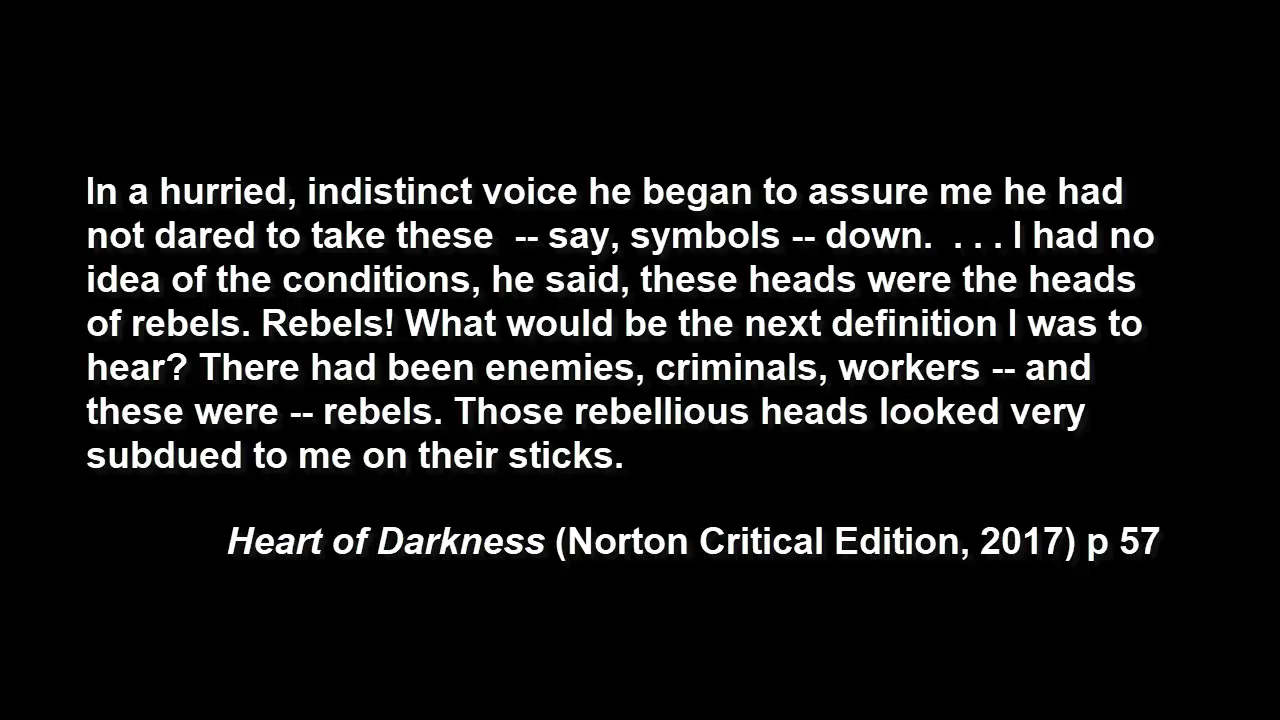 In a hurried, indistinct voice he began to assure me he had
not dared to take these -- say, symbols -- down. . . . I had no
idea of the conditions, he said, these heads were the heads
of rebels. Rebels! What would be the next definition I was to
hear? There had been enemies, criminals, workers -- and
these were -- rebels. Those rebellious heads looked very
subdued to me on their sticks.
Heart of Darkness (Norton Critical Edition, 2017) p 57